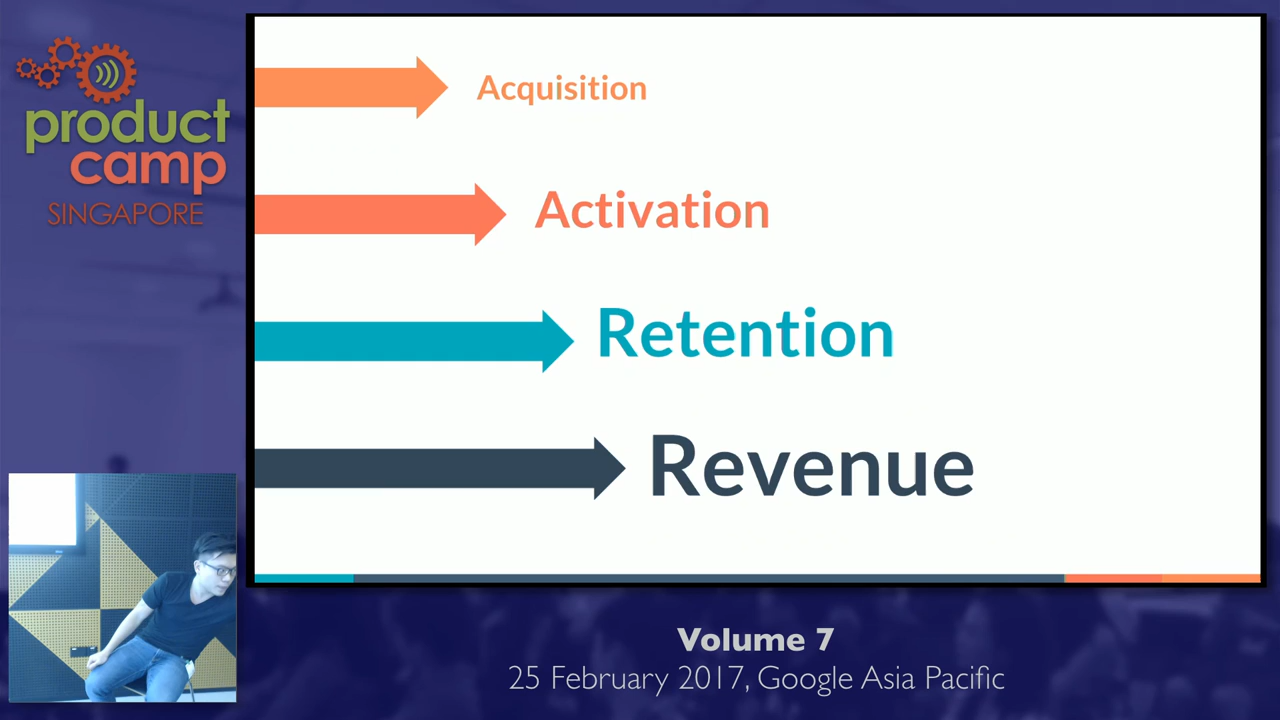 product
camp
SINGAPORE
Acquisition
Activation
Retention
Revenue
Volume 7
25 February 2017, Google Asia Pacific